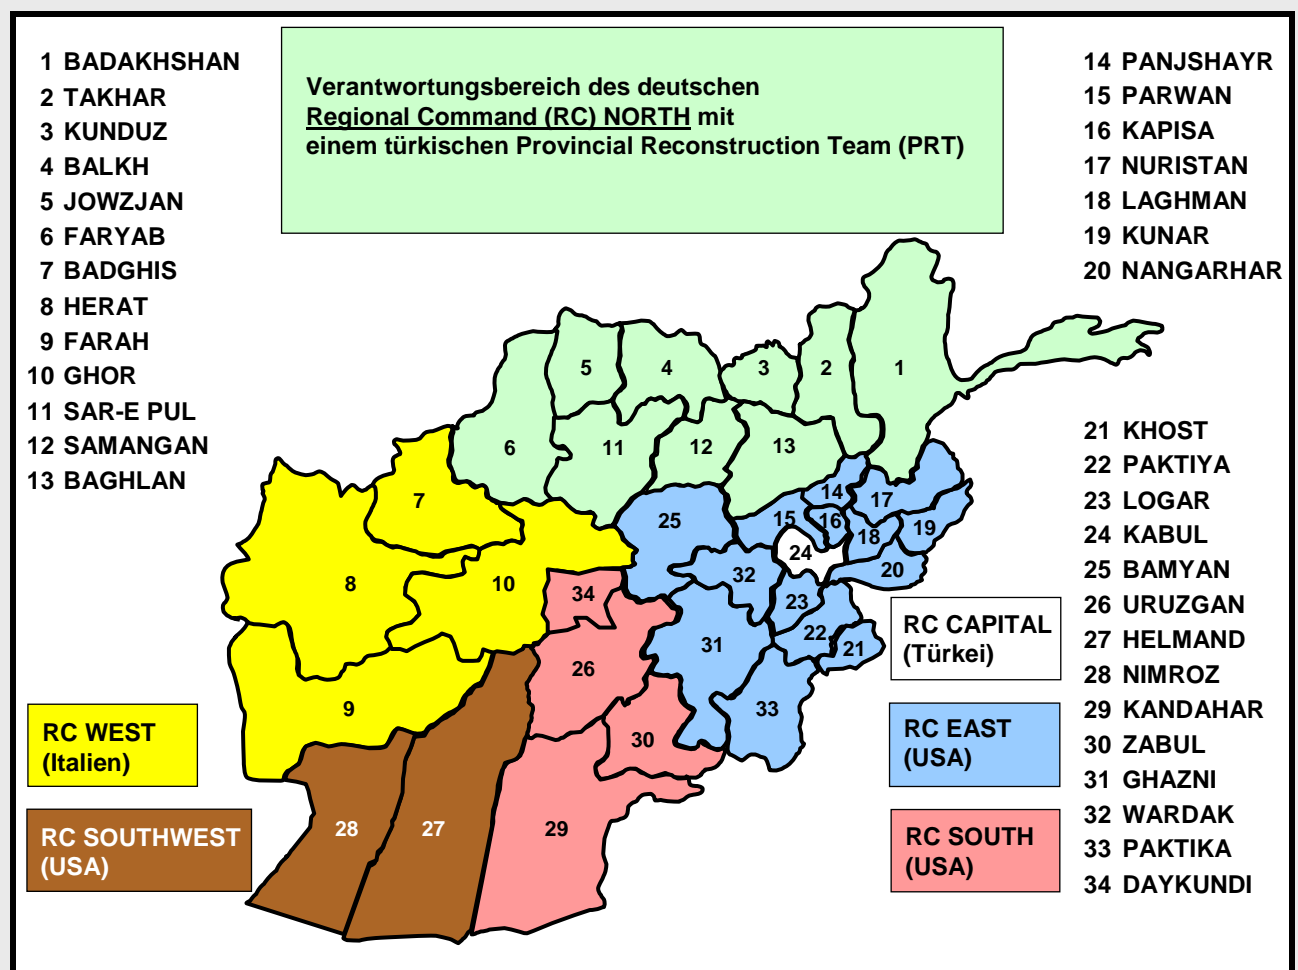 1 BADAKHSHAN
2 TAKHAR
3 KUNDUZ
4 BALKH
5 JOWZJAN
6 FARYAB
7 BADGHIS
8 HERAT
9 FARAH
10 GHOR
11 SAR-E PUL
12 SAMANGAN
13 BAGHLAN
Verantwortungsbereich des deutschen
Regional Command (RC) NORTH mit
einem türkischen Provincial Reconstruction Team (PRT)
14 PANJSHAYR
15 PARWAN
16 KAPISA
17 NURISTAN
18 LAGHMAN
19 KUNAR
20 NANGARHAR
21 KHOST
22 PAKTIYA
23 LOGAR
24 KABUL
25 BAMYAN
26 URUZGAN
27 HELMAND
28 NIMROZ
29 KANDAHAR
30 ZABUL
31 GHAZNI
32 WARDAK
33 PAKTIKA
34 DAYKUNDI
5
4
3
2
1
6
11
12
13
7
25
14
17
15
16
18
19
24
20
8
10
34
32
23
31
22
21
26
9
33
30
28
27
29
RC WEST
(Italien)
RC SOUTHWEST
(USA)
RC CAPITAL
(Türkei)
RC EAST
(USA)
RC SOUTH
(USA)